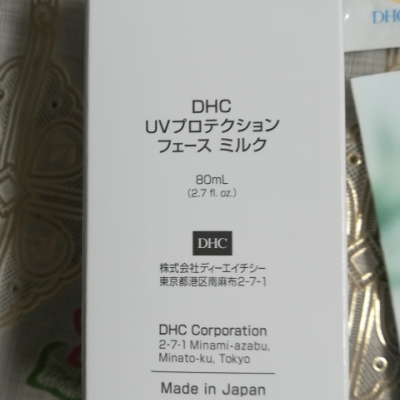 DHC
DHC
UVプロテクション
フェース ミルク
80mL
(2.7 fl. oz.)
DHC
株式会社ディーエイチシー
東京都港区南麻布2-7-1
DHC Corporation
2-7-1 Minami-azabu,
Minato-ku, Tokyo
Made in Japan